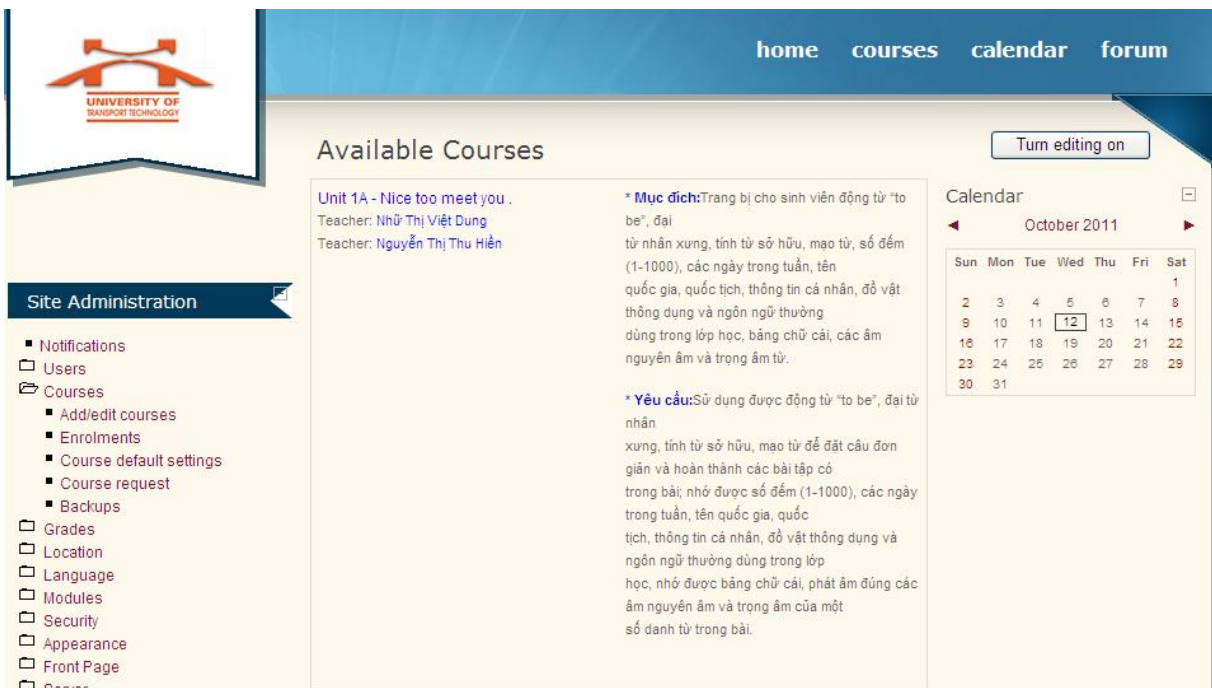 UNIVERSITY OF
TRANSPORT TECHNOLOGY
home courses calendar forum
Available Courses
Turn editing on
Unit 1A - Nice too meet you .
Teacher: Nhữ Thị Việt Dung
Teacher: Nguyễn Thị Thu Hiền
* Mục đích:Trang bị cho sinh viên động từ “to
be”, đại
từ nhân xưng, tính từ sở hữu, mạo từ, số đếm
(1-1000), các ngày trong tuần, tên
quốc gia, quốc tịch, thông tin cá nhân, đồ vật
thông dụng và ngôn ngữ thường
dùng trong lớp học, bảng chữ cái, các âm
nguyên âm và trọng âm từ.
* Yêu cầu:Sử dụng được động từ “to be”, đại từ
nhân
xưng, tính từ sở hữu, mạo từ để đặt câu đơn
giản và hoàn thành các bài tập có
trong bài; nhớ được số đếm (1-1000), các ngày
trong tuần, tên quốc gia, quốc
tịch, thông tin cá nhân, đồ vật thông dụng và
ngôn ngữ thường dùng trong lớp
học, nhớ được bảng chữ cái, phát âm đúng các
âm nguyên âm và trọng âm của một
số danh từ trong bài.
Calendar
October 2011
Sun Mon Tue Wed Thu Fri Sat
1
2 3 4 5 6 7 8
9 10 11 12 13 14 15
16 17 18 19 20 21 22
23 24 25 26 27 28 29
30 31
Site Administration
Notifications
Users
Courses
Add/edit courses
Enrolments
Course default settings
Course request
Backups
Grades
Location
Language
Modules
Security
Appearance
Front Page